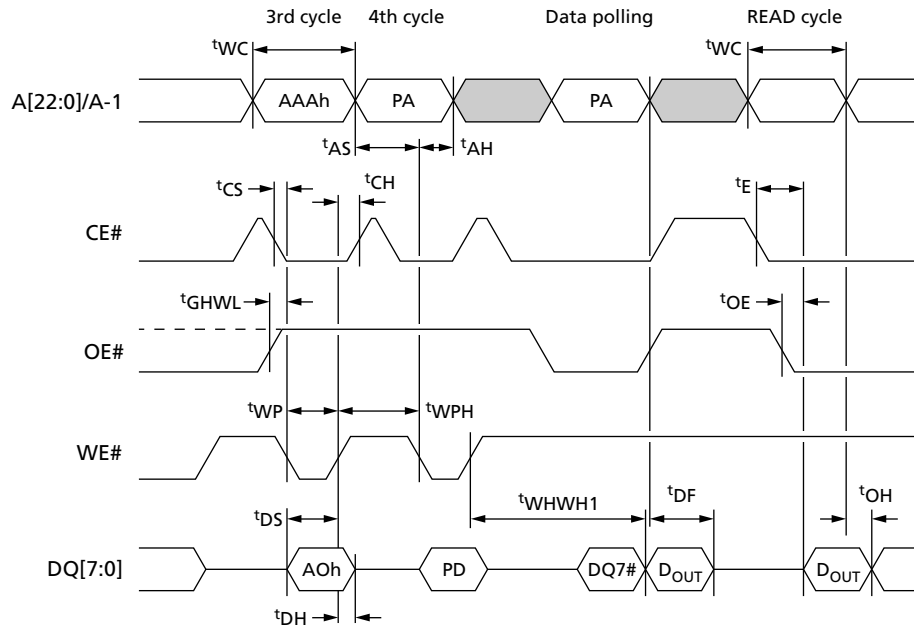 3rd cycle 4th cycle Data polling READ cycle
tWC tWC
A[22:0]/A-1 AAAh PA PA
tAS tAH
tCS tCH tE
CE#
tGHWL tOE
OE#
tWP tWPH
WE#
tWHWH1 tDF tOH
tDS
DQ[7:0] AOh PD DQ7# DOUT DOUT
tDH